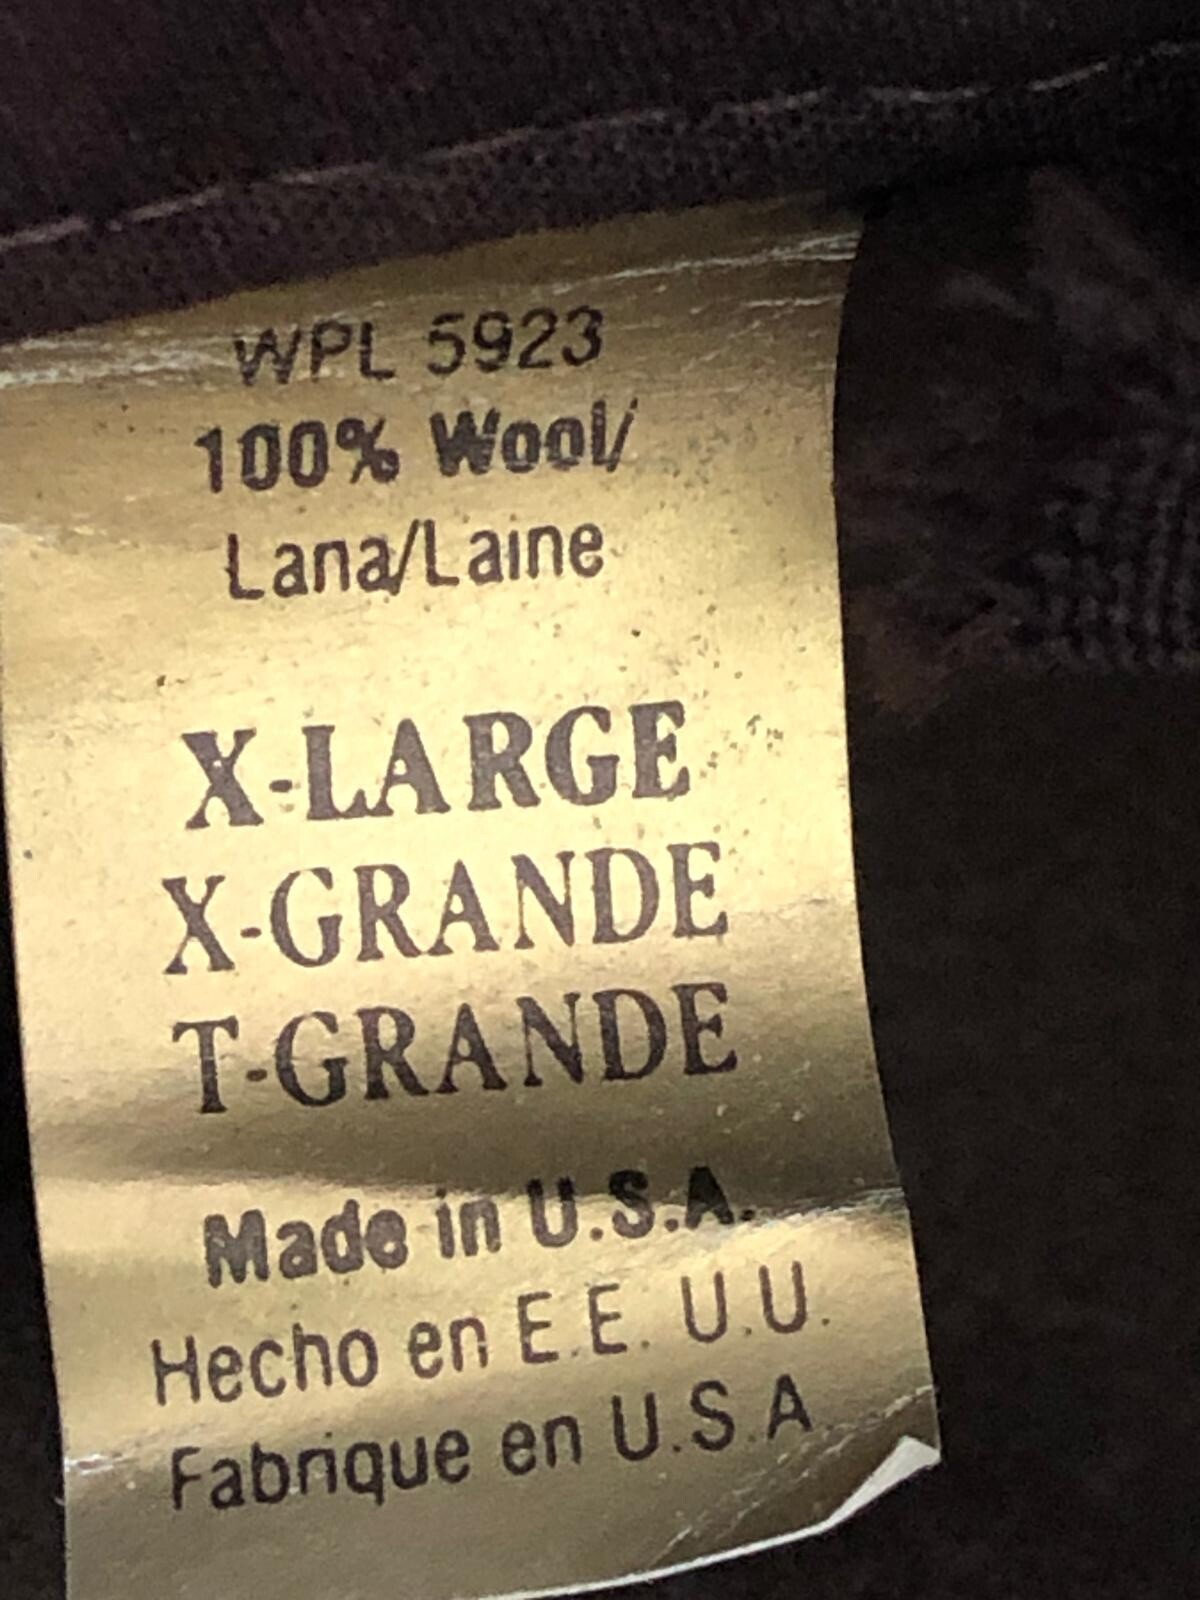 WPL 5923
100% Wool/
Lana/Laine
X-LARGE
X-GRANDE
T-GRANDE
Made in U.S.A.
Hecho en E.E. U.U.
Fabrique en U.S.A